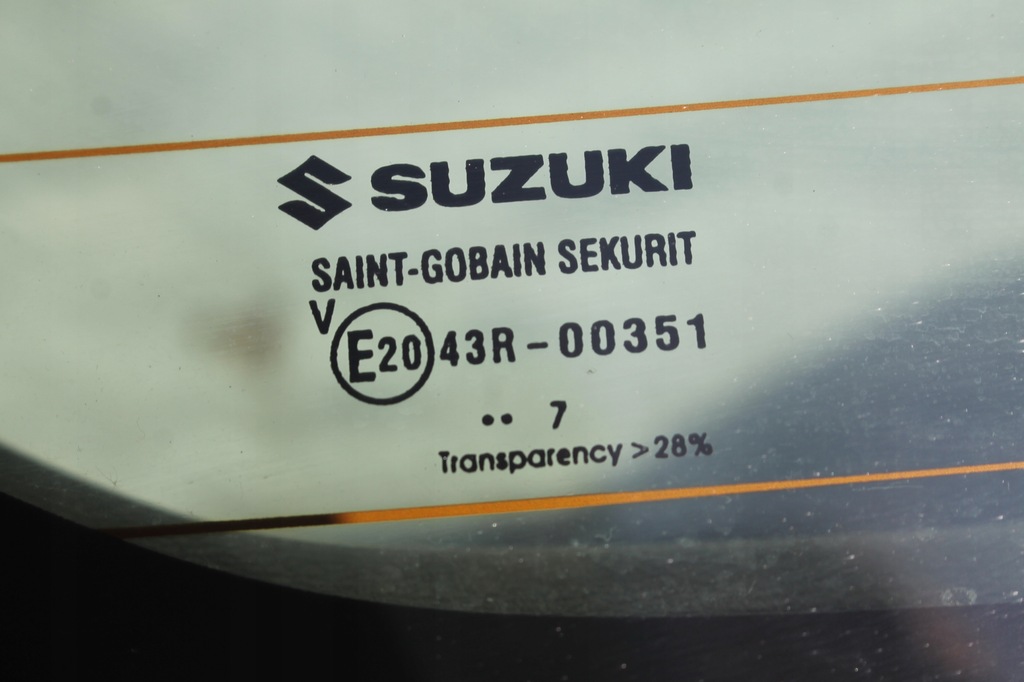 SUZUKI
SAINT-GOBAIN SEKURIT
V
E20 43R-00351
.. 7
Transparency >28%